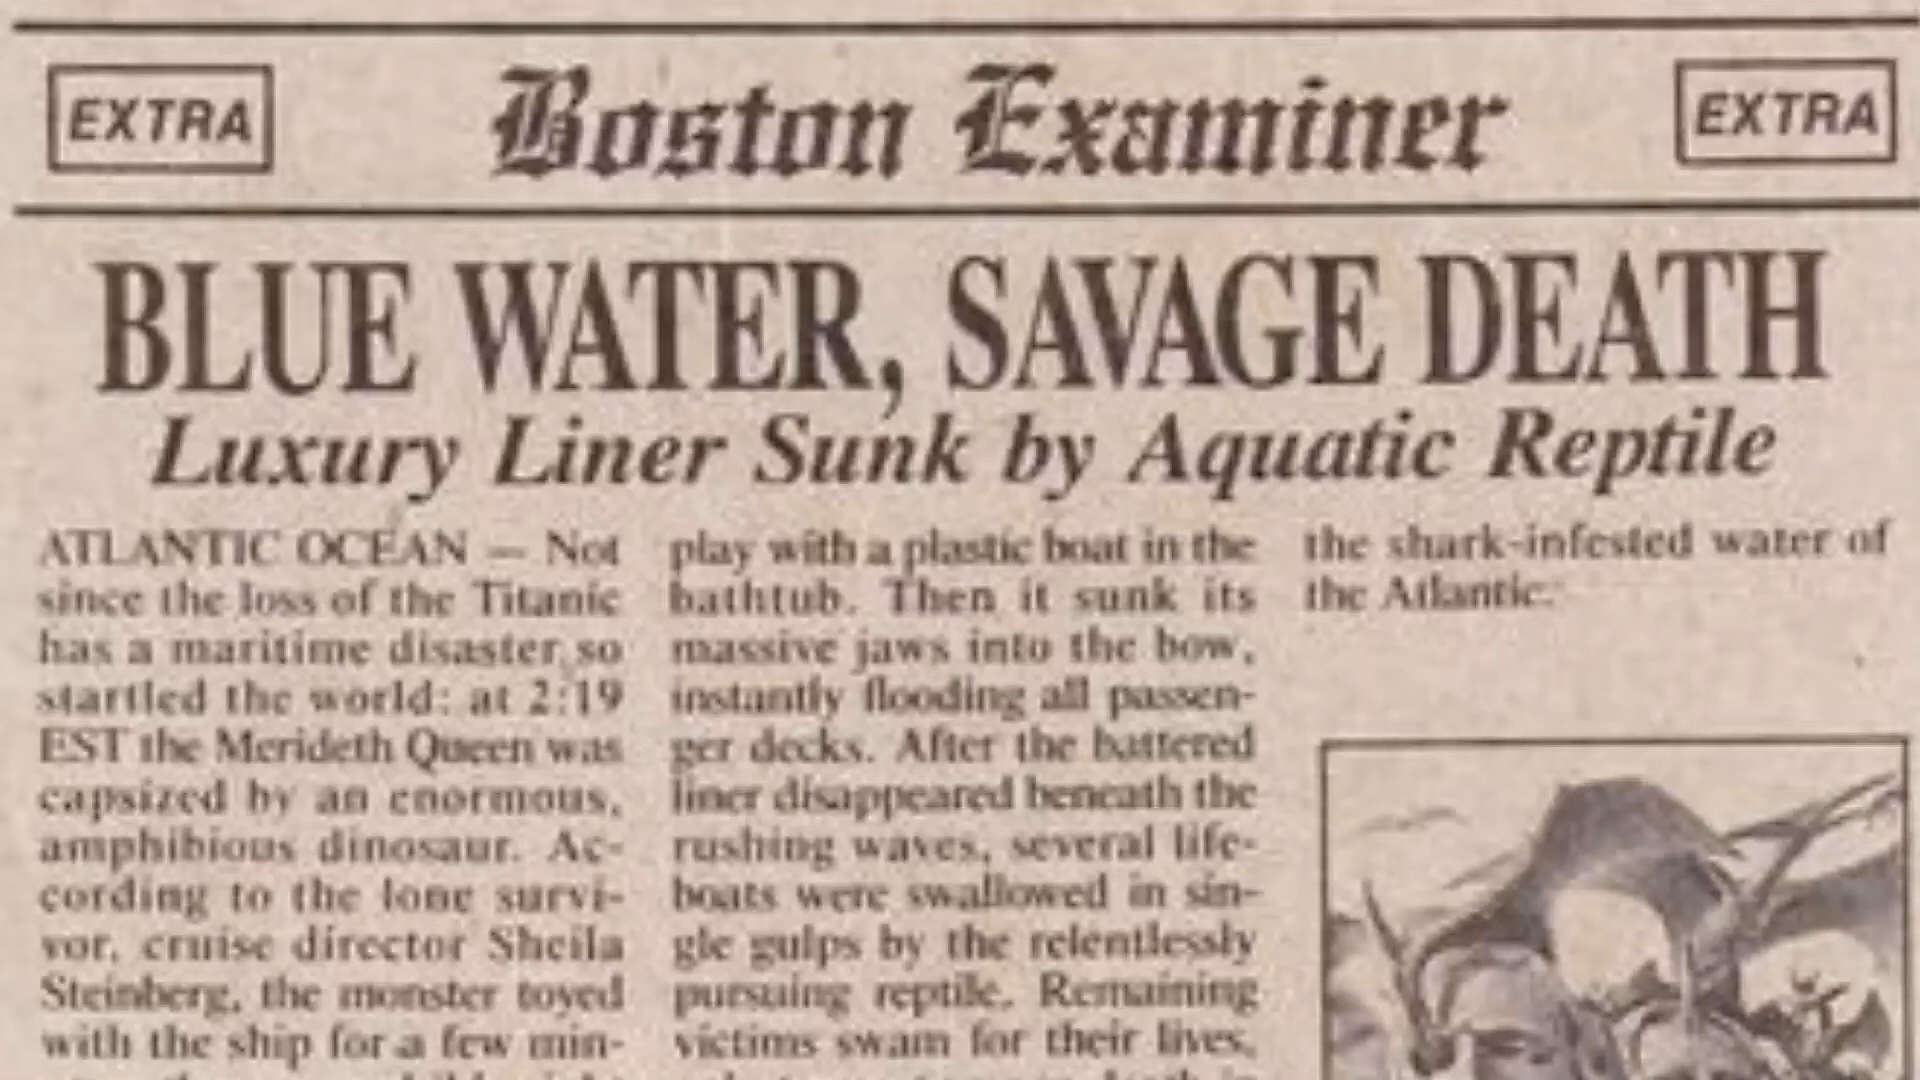 EXTRA
Boston Examiner
EXTRA
BLUE WATER, SAVAGE DEATH
Luxury Liner Sunk by Aquatic Reptile
ATLANTIC OCEAN — Not
since the loss of the Titanic
has a maritime disaster so
startled the world: at 2:19
EST the Merideth Queen was
capsized by an enormous,
amphibious dinosaur. Ac-
cording to the lone survi-
vor, cruise director Sheila
Steinberg, the monster toyed
with the ship for a few min-
play with a plastic boat in the
bathtub. Then it sunk its
massive jaws into the bow,
instantly flooding all passen-
ger decks. After the battered
liner disappeared beneath the
rushing waves, several life-
boats were swallowed in sin-
gle gulps by the relentlessly
pursuing reptile. Remaining
victims swam for their lives,
the shark-infested water of
the Atlantic.